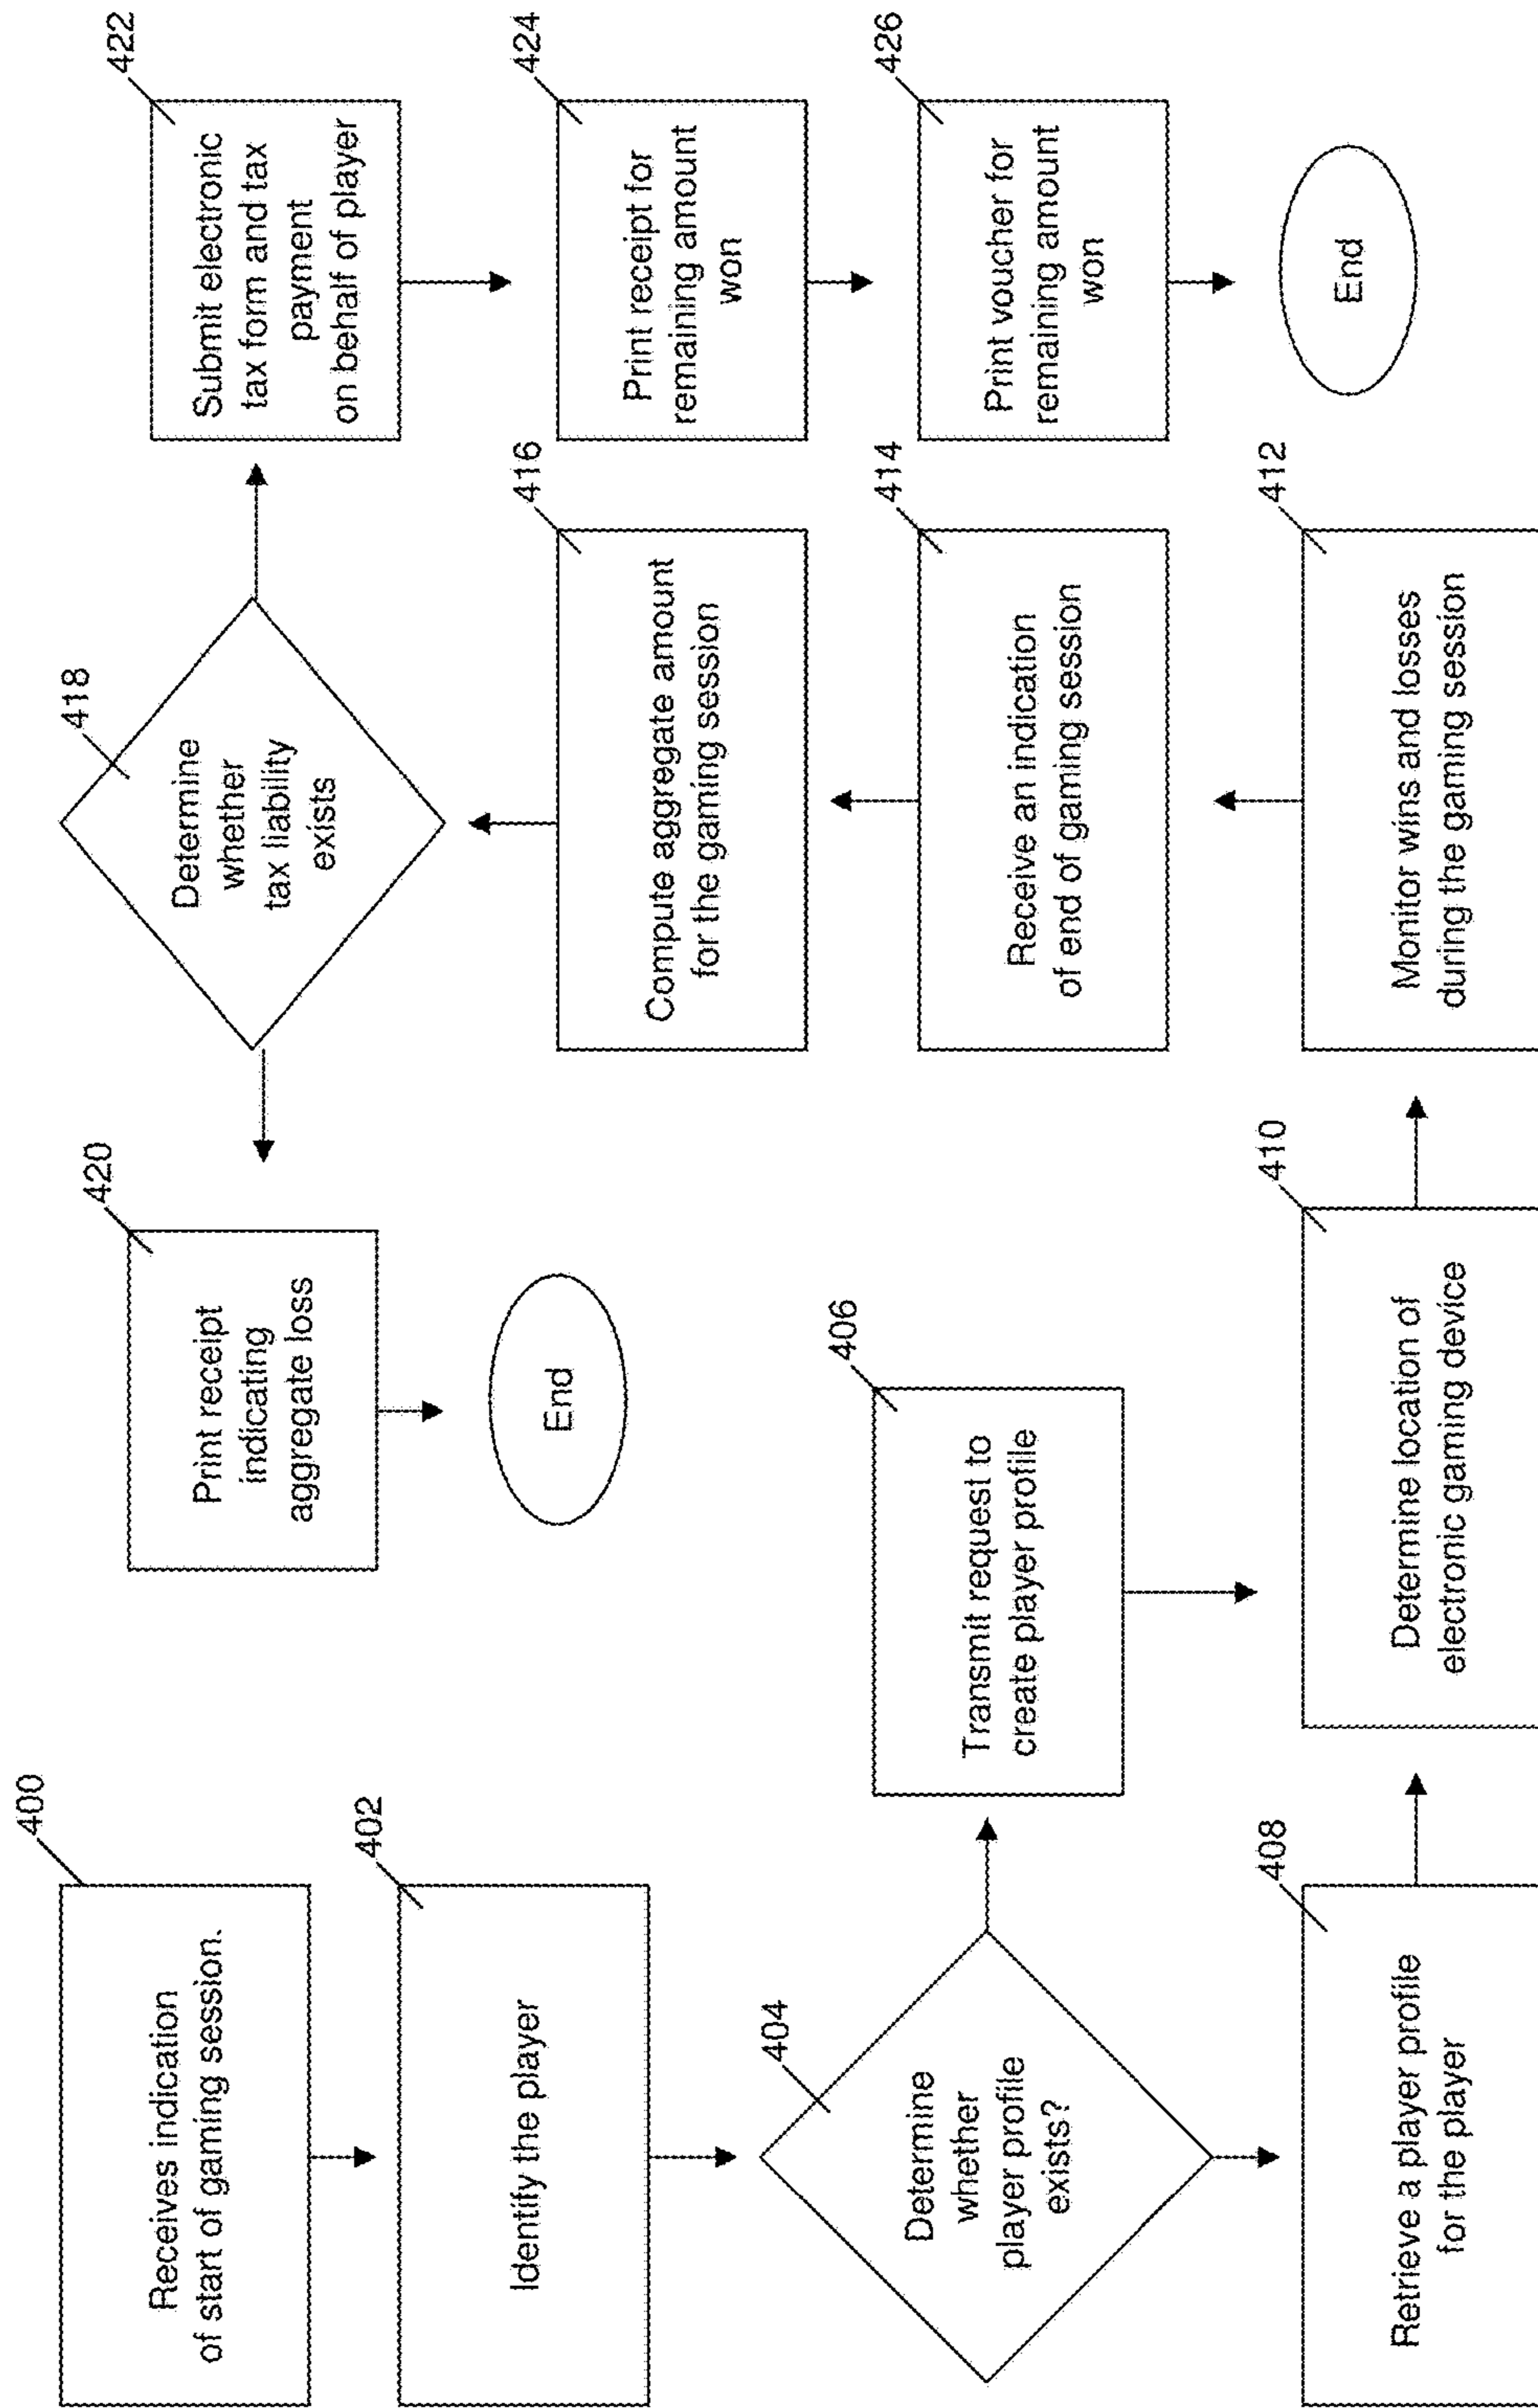 400
Receives indication
of start of gaming session.
402
Identify the player
404
Determine
whether
player profile
exists?
406
Transmit request to
create player profile
408
Retrieve a player profile
for the player
410
Determine location of
electronic gaming device
412
Monitor wins and losses
during the gaming session
414
Receive an indication
of end of gaming session
416
Compute aggregate amount
for the gaming session
418
Determine
whether
tax liability
exists
420
Print receipt
indicating
aggregate loss
End
422
Submit electronic
tax form and tax
payment
on behalf of player
424
Print receipt for
remaining amount
won
426
Print voucher for
remaining amount
won
End